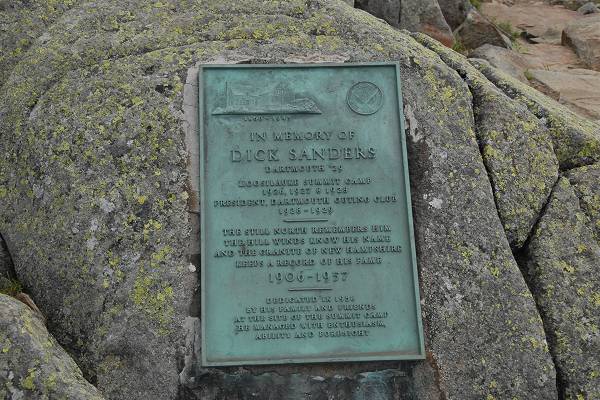 IN MEMORY OF
DICK SANDERS
DARTMOUTH '29
MOOSILAUKE SUMMIT CAMP
1926, 1927 & 1928
PRESIDENT, DARTMOUTH OUTING CLUB
1928-1929
THE STILL NORTH REMEMBERS HIM
THE HILL WINDS KNOW HIS NAME
AND THE GRANITE OF NEW HAMPSHIRE
KEEPS A RECORD OF HIS FAME
1906-1957
DEDICATED IN 1958
BY HIS FAMILY AND FRIENDS
AT THE SITE OF THE SUMMIT CAMP
HE MANAGED WITH ENTHUSIASM,
ABILITY AND FORESIGHT